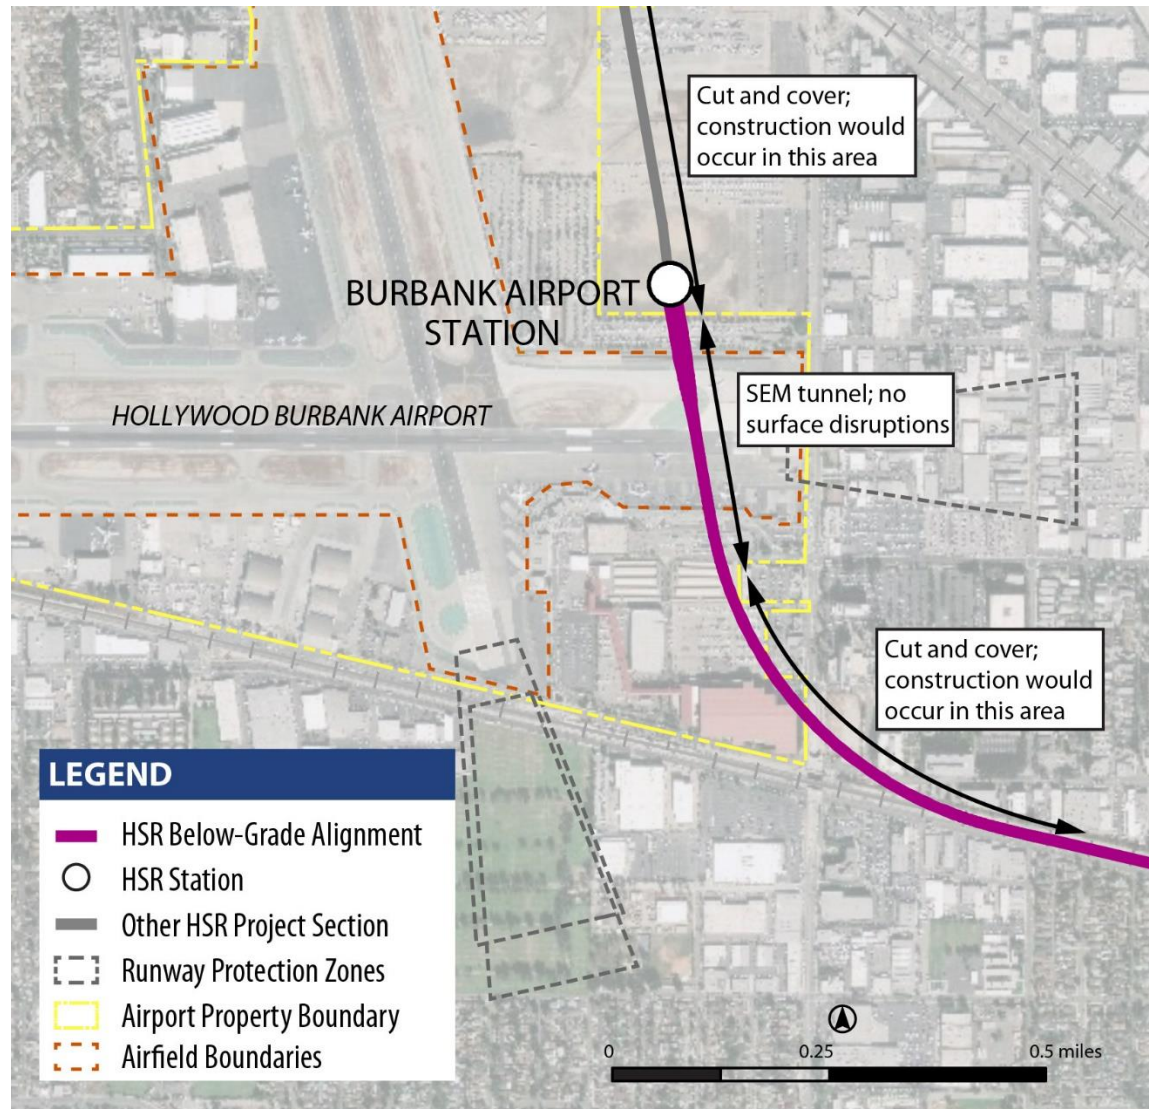 Cut and cover;
construction would
occur in this area
BURBANK AIRPORT
STATION
SEM tunnel; no
surface disruptions
HOLLYWOOD BURBANK AIRPORT
Cut and cover;
construction would
occur in this area
LEGEND
HSR Below-Grade Alignment
HSR Station
Other HSR Project Section
Runway Protection Zones
Airport Property Boundary
Airfield Boundaries
0 0.25 0.5 miles